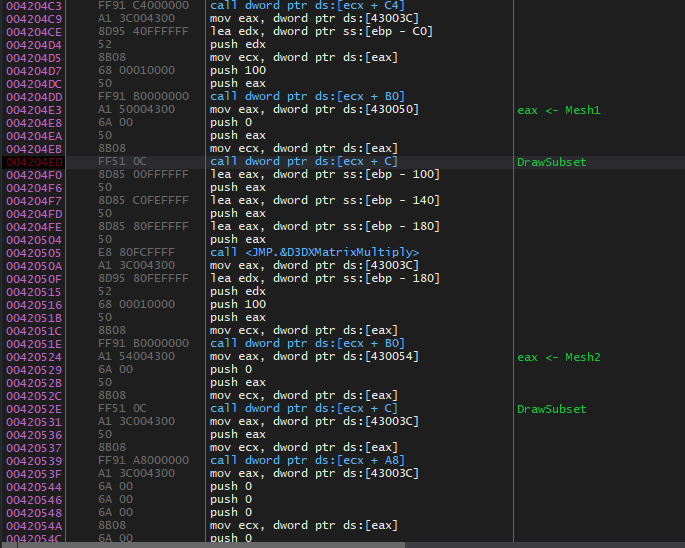 004204C3 FF91 C4000000 call dword ptr ds:[ecx + C4]
004204C9 A1 3C004300 mov eax, dword ptr ds:[43003C]
004204CE 8D95 40FFFFFF lea edx, dword ptr ss:[ebp - C0]
004204D4 52 push edx
004204D5 8B08 mov ecx, dword ptr ds:[eax]
004204D7 68 00010000 push 100
004204DC 50 push eax
004204DD FF91 B0000000 call dword ptr ds:[ecx + B0]
004204E3 A1 50004300 mov eax, dword ptr ds:[430050] eax <- Mesh1
004204E8 6A 00 push 0
004204EA 50 push eax
004204EB 8B08 mov ecx, dword ptr ds:[eax]
004204ED FF51 0C call dword ptr ds:[ecx + C] DrawSubset
004204F0 8D85 00FFFFFF lea eax, dword ptr ss:[ebp - 100]
004204F6 50 push eax
004204F7 8D85 C0FEFFFF lea eax, dword ptr ss:[ebp - 140]
004204FD 50 push eax
004204FE 8D85 80FEFFFF lea eax, dword ptr ss:[ebp - 180]
00420504 50 push eax
00420505 E8 80FCFFFF call <JMP.&D3DXMatrixMultiply>
0042050A A1 3C004300 mov eax, dword ptr ds:[43003C]
0042050F 8D95 80FEFFFF lea edx, dword ptr ss:[ebp - 180]
00420515 52 push edx
00420516 68 00010000 push 100
0042051B 50 push eax
0042051C 8B08 mov ecx, dword ptr ds:[eax]
0042051E FF91 B0000000 call dword ptr ds:[ecx + B0]
00420524 A1 54004300 mov eax, dword ptr ds:[430054] eax <- Mesh2
00420529 6A 00 push 0
0042052B 50 push eax
0042052C 8B08 mov ecx, dword ptr ds:[eax]
0042052E FF51 0C call dword ptr ds:[ecx + C] DrawSubset
00420531 A1 3C004300 mov eax, dword ptr ds:[43003C]
00420536 50 push eax
00420537 8B08 mov ecx, dword ptr ds:[eax]
00420539 FF91 A8000000 call dword ptr ds:[ecx + A8]
0042053F A1 3C004300 mov eax, dword ptr ds:[43003C]
00420544 6A 00 push 0
00420546 6A 00 push 0
00420548 6A 00 push 0
0042054A 8B08 mov ecx, dword ptr ds:[eax]
0042054C 6A 00 push 0